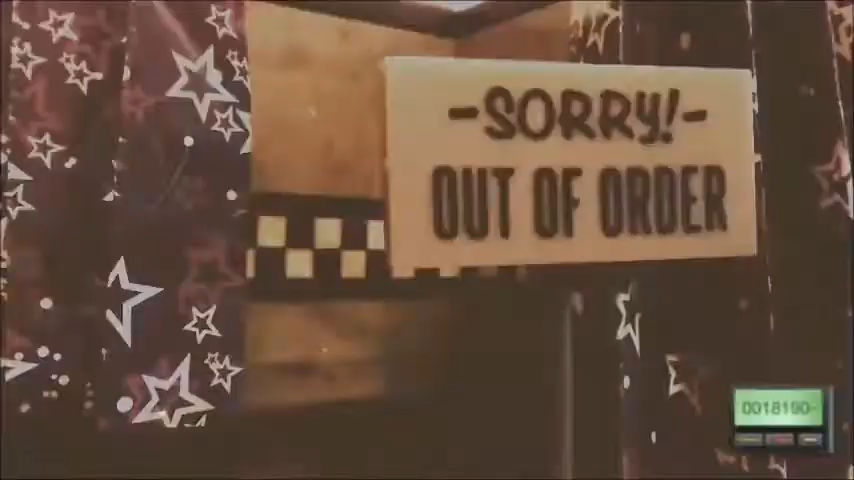 -SORRY!-
OUT OF ORDER
0018190-